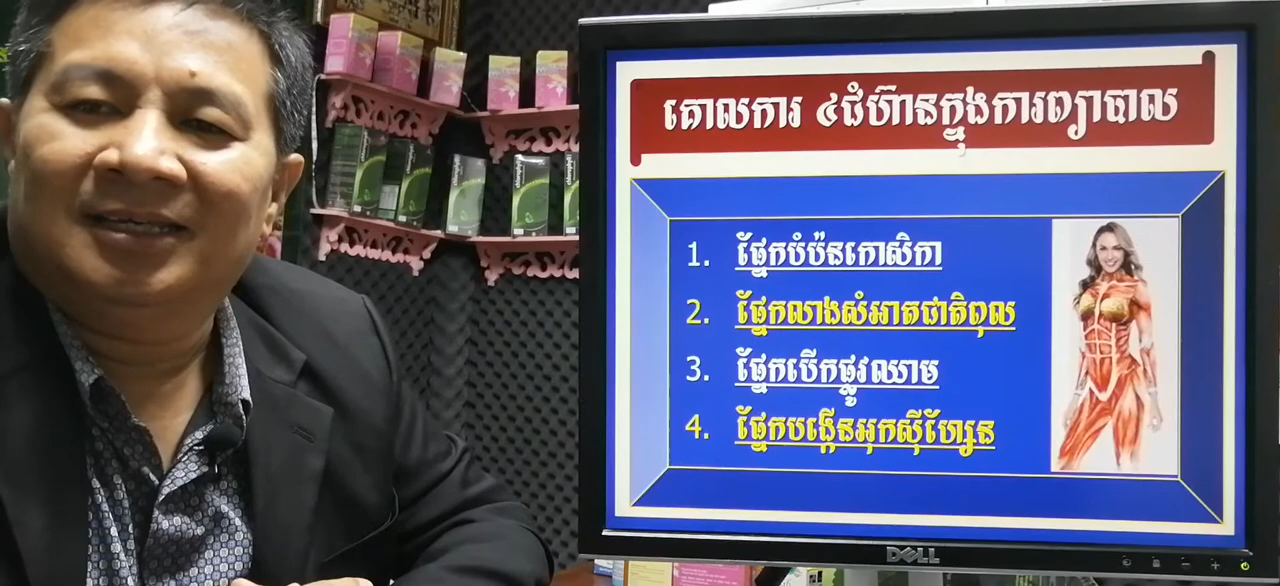 គោលការ ៤ជំហ៊ានក្នុងការព្យាបាល
1. ផ្នែកបំប៉នកោសិកា
2. ផ្នែកលាងសំអាតជាតិពុល
3. ផ្នែកបើកផ្លូវឈាម
4. ផ្នែកបង្កើនអុកស៊ីហ្សែន
DELL